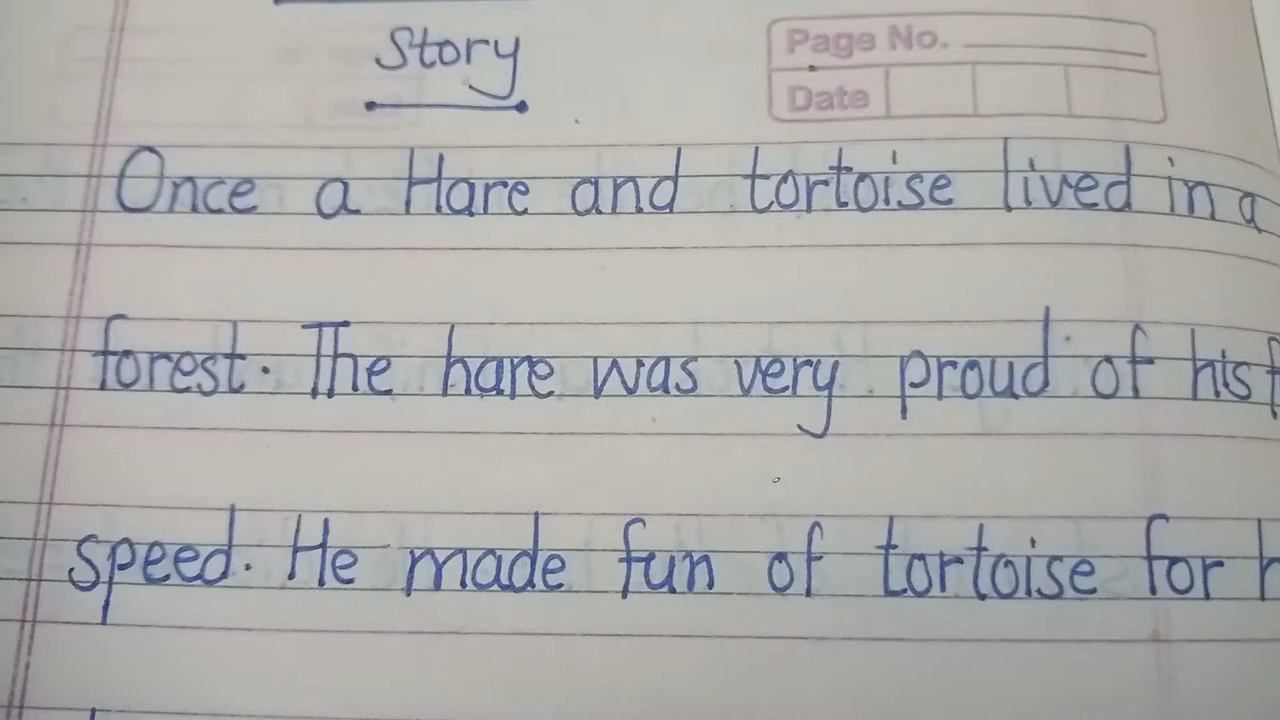 Story
Page No.
Date
Once a Hare and tortoise lived in a
forest. The hare was very proud of his
speed. He made fun of tortoise for